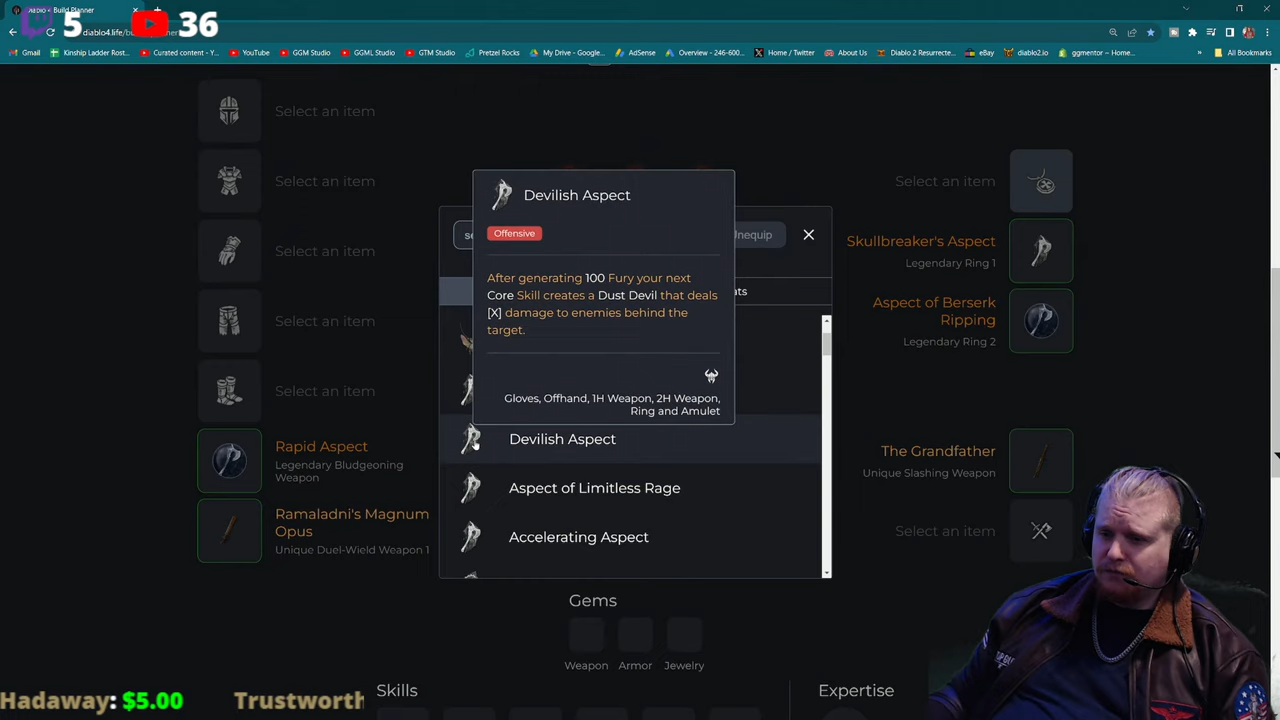 Diablo 4 Build Planner
5
36
diablo4.life/bu
Gmail
Kinship Ladder Rost...
Curated content - Y...
YouTube
GGM Studio
GGML Studio
GTM Studio
Pretzel Rocks
My Drive - Google...
AdSense
Overview - 246-600...
Home / Twitter
About Us
Diablo 2 Resurrecte...
eBay
diablo2.io
ggmentor – Home...
All Bookmarks
Select an item
Select an item
Select an item
Select an item
Select an item
Rapid Aspect
Legendary Bludgeoning
Weapon
Ramaladni's Magnum
Opus
Unique Duel-Wield Weapon 1
se
Unequip
ats
Devilish Aspect
Offensive
After generating 100 Fury your next
Core Skill creates a Dust Devil that deals
[X] damage to enemies behind the
target.
Gloves, Offhand, 1H Weapon, 2H Weapon,
Ring and Amulet
Devilish Aspect
Aspect of Limitless Rage
Accelerating Aspect
Select an item
Skullbreaker's Aspect
Legendary Ring 1
Aspect of Berserk
Ripping
Legendary Ring 2
The Grandfather
Unique Slashing Weapon
Select an item
Gems
Weapon
Armor
Jewelry
Skills
Expertise
Hadaway: $5.00
Trustworth